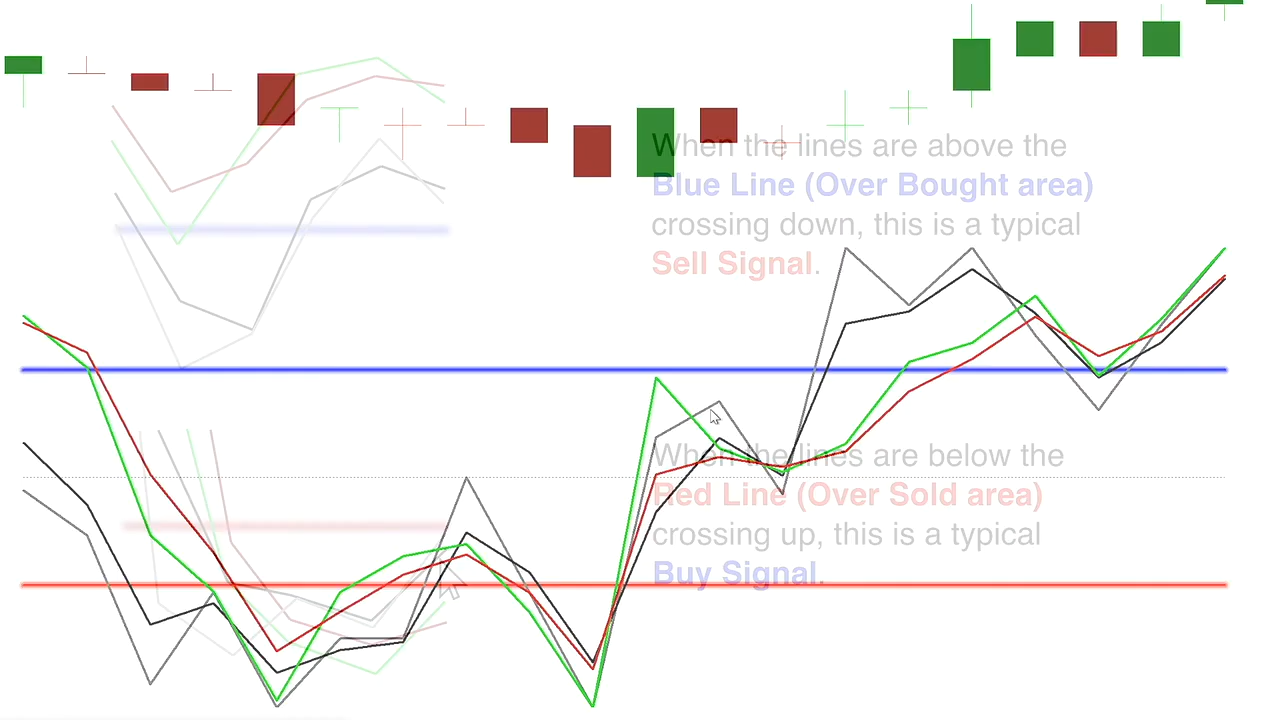 When the lines are above the
Blue Line (Over Bought area)
crossing down, this is a typical
Sell Signal.
When the lines are below the
Red Line (Over Sold area)
crossing up, this is a typical
Buy Signal.